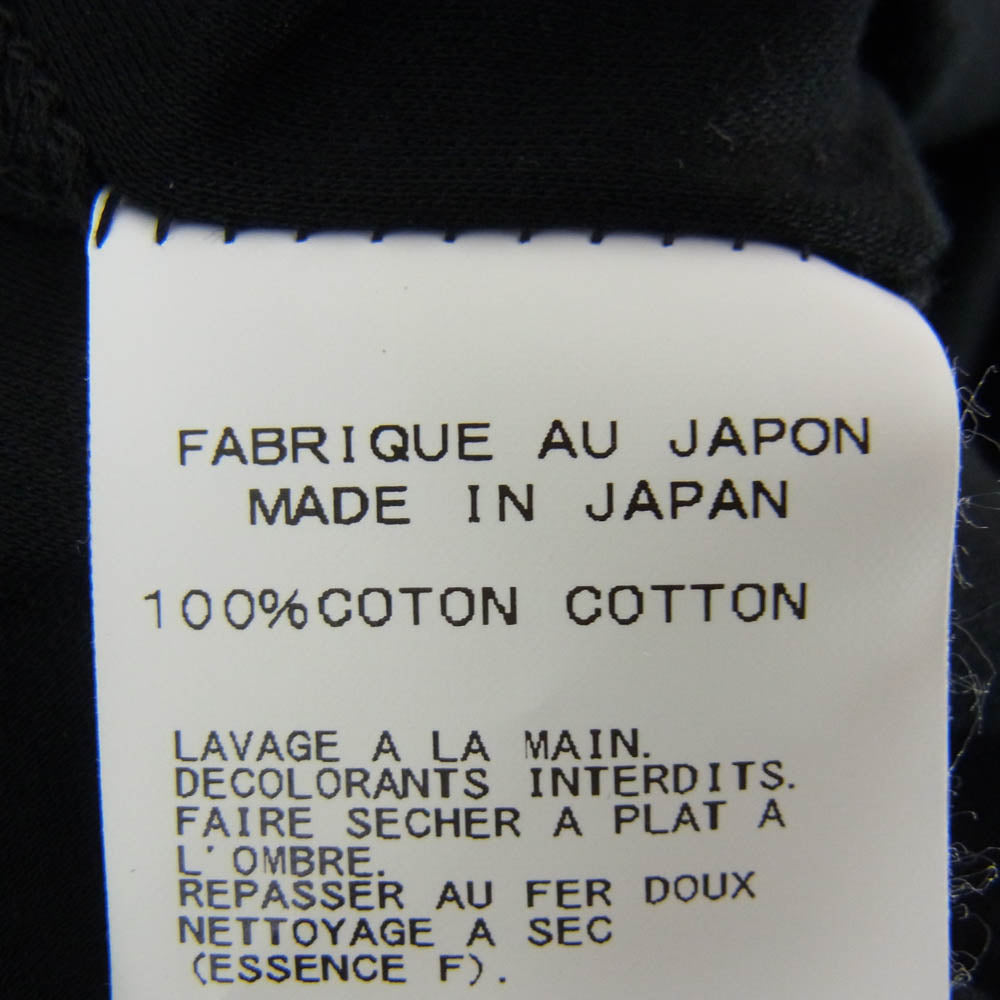 FABRIQUE AU JAPON
MADE IN JAPAN
100%COTON COTTON
LAVAGE A LA MAIN.
DECOLORANTS INTERDITS.
FAIRE SECHER A PLAT A
L'OMBRE.
REPASSER AU FER DOUX
NETTOYAGE A SEC
(ESSENCE F).